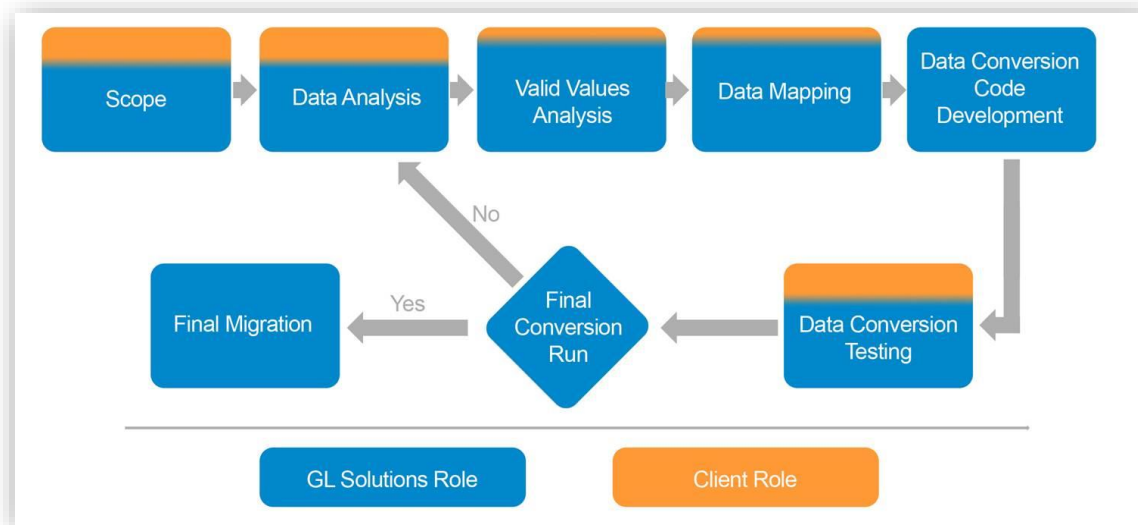 Scope
Data Analysis
Valid Values
Analysis
Data Mapping
Data Conversion
Code
Development
No
Yes
Final Migration
Final
Conversion
Run
Data Conversion
Testing
GL Solutions Role
Client Role